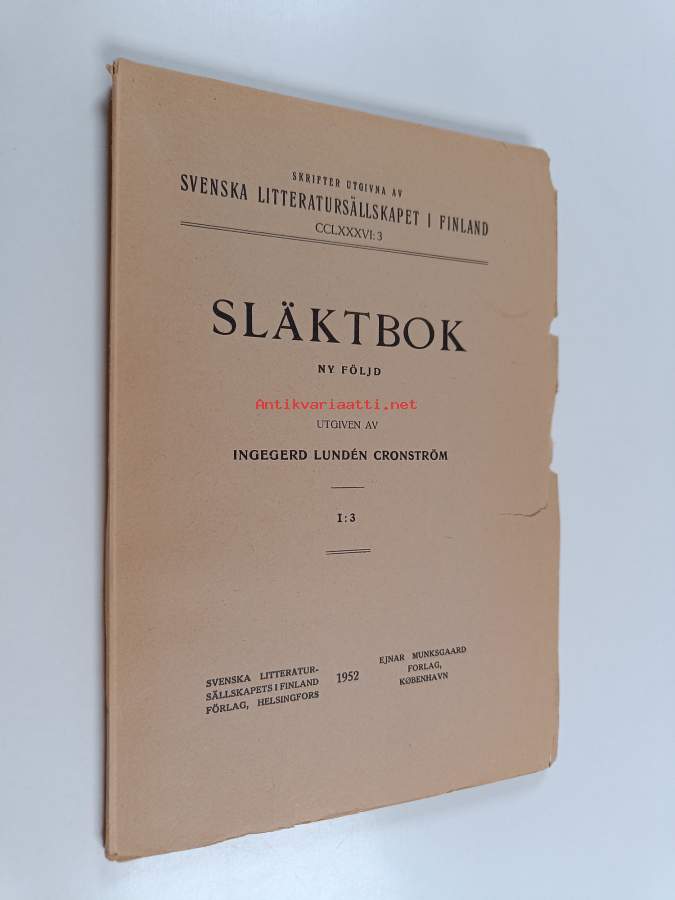 SKRIFTER UTGIVNA AV
SVENSKA LITTERATURSÄLLSKAPET I FINLAND
CCLXXXVI:3
SLÄKTBOK
NY FÖLJD
Antikvariaatti.net
UTGIVEN AV
INGEGERD LUNDÉN CRONSTRÖM
I:3
SVENSKA LITTERATUR-
SÄLLSKAPETS I FINLAND
FÖRLAG, HELSINGFORS
1952
EJNAR MUNKSGAARD
FORLAG,
KØBENHAVN